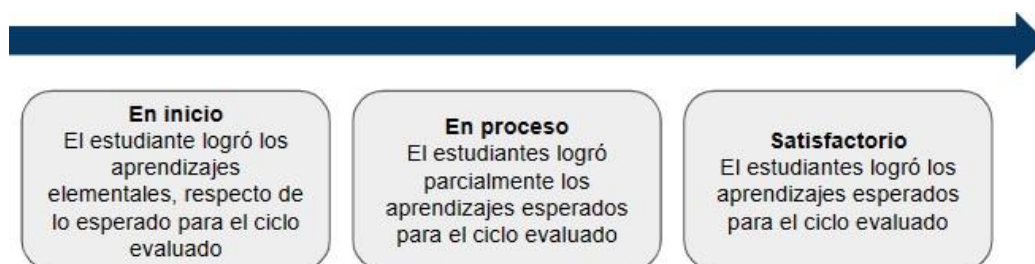 En inicio
El estudiante logró los
aprendizajes
elementales, respecto de
lo esperado para el ciclo
evaluado
En proceso
El estudiantes logró
parcialmente los
aprendizajes esperados
para el ciclo evaluado
Satisfactorio
El estudiantes logró los
aprendizajes esperados
para el ciclo evaluado